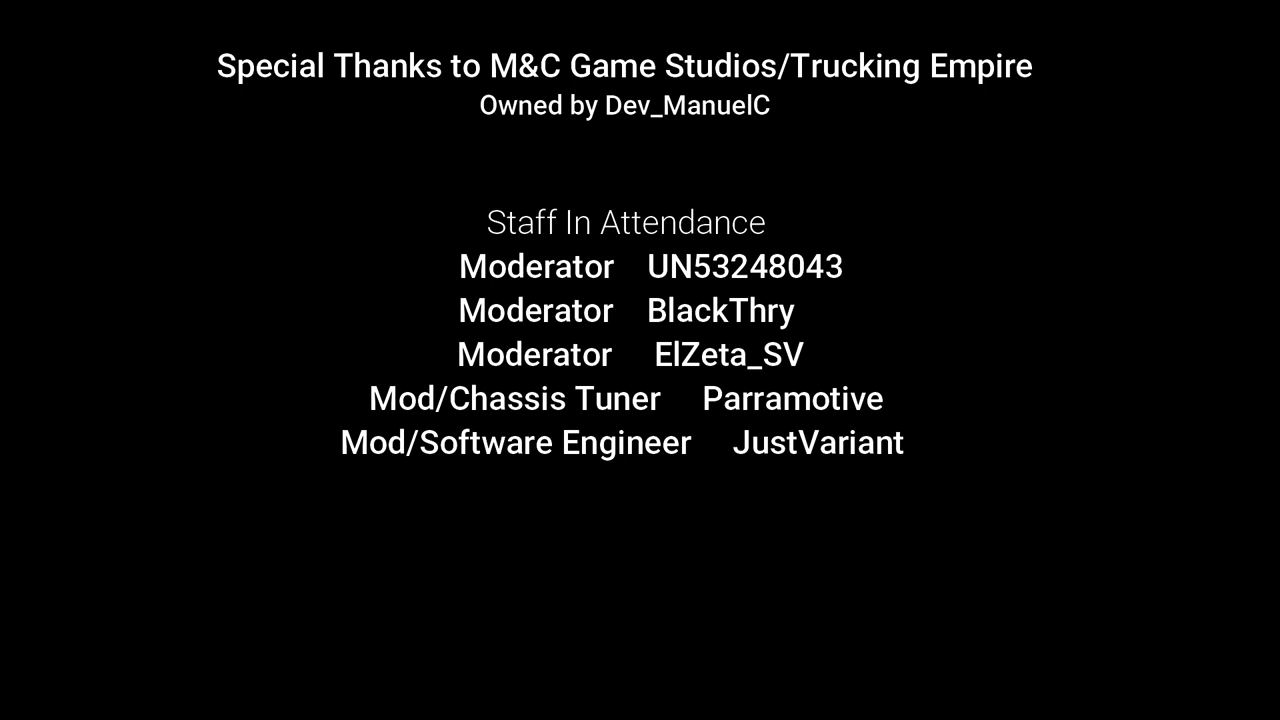 Special Thanks to M&C Game Studios/Trucking Empire
Owned by Dev_ManuelC
Staff In Attendance
Moderator UN53248043
Moderator BlackThry
Moderator ElZeta_SV
Mod/Chassis Tuner Parramotive
Mod/Software Engineer JustVariant